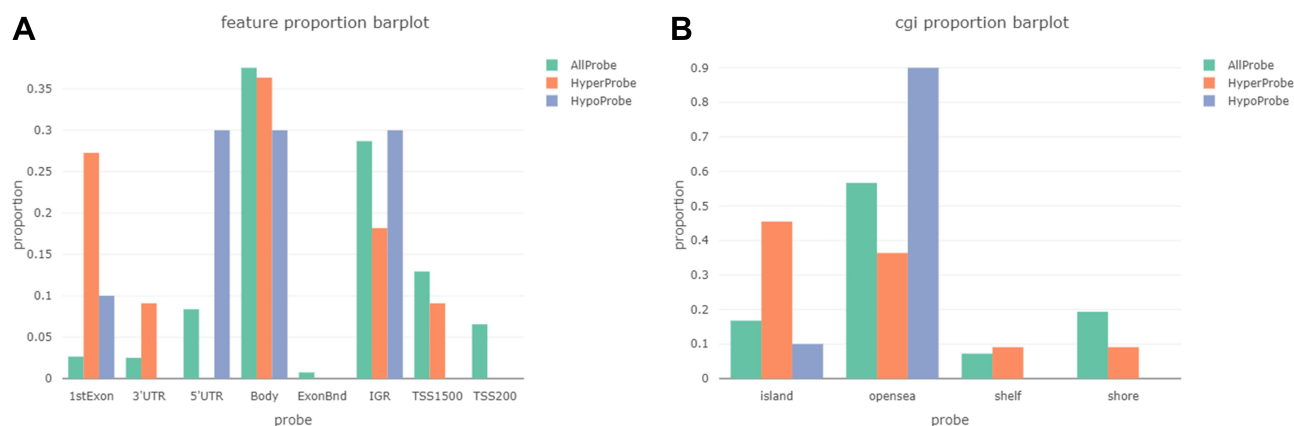 A
feature proportion barplot
proportion
0.35
0.3
0.25
0.2
0.15
0.1
0.05
0
1stExon 3'UTR 5'UTR Body ExonBnd IGR TSS1500 TSS200
probe
AllProbe
HyperProbe
HypoProbe
B
cgi proportion barplot
proportion
0.9
0.8
0.7
0.6
0.5
0.4
0.3
0.2
0.1
0
island opensea shelf shore
probe
AllProbe
HyperProbe
HypoProbe